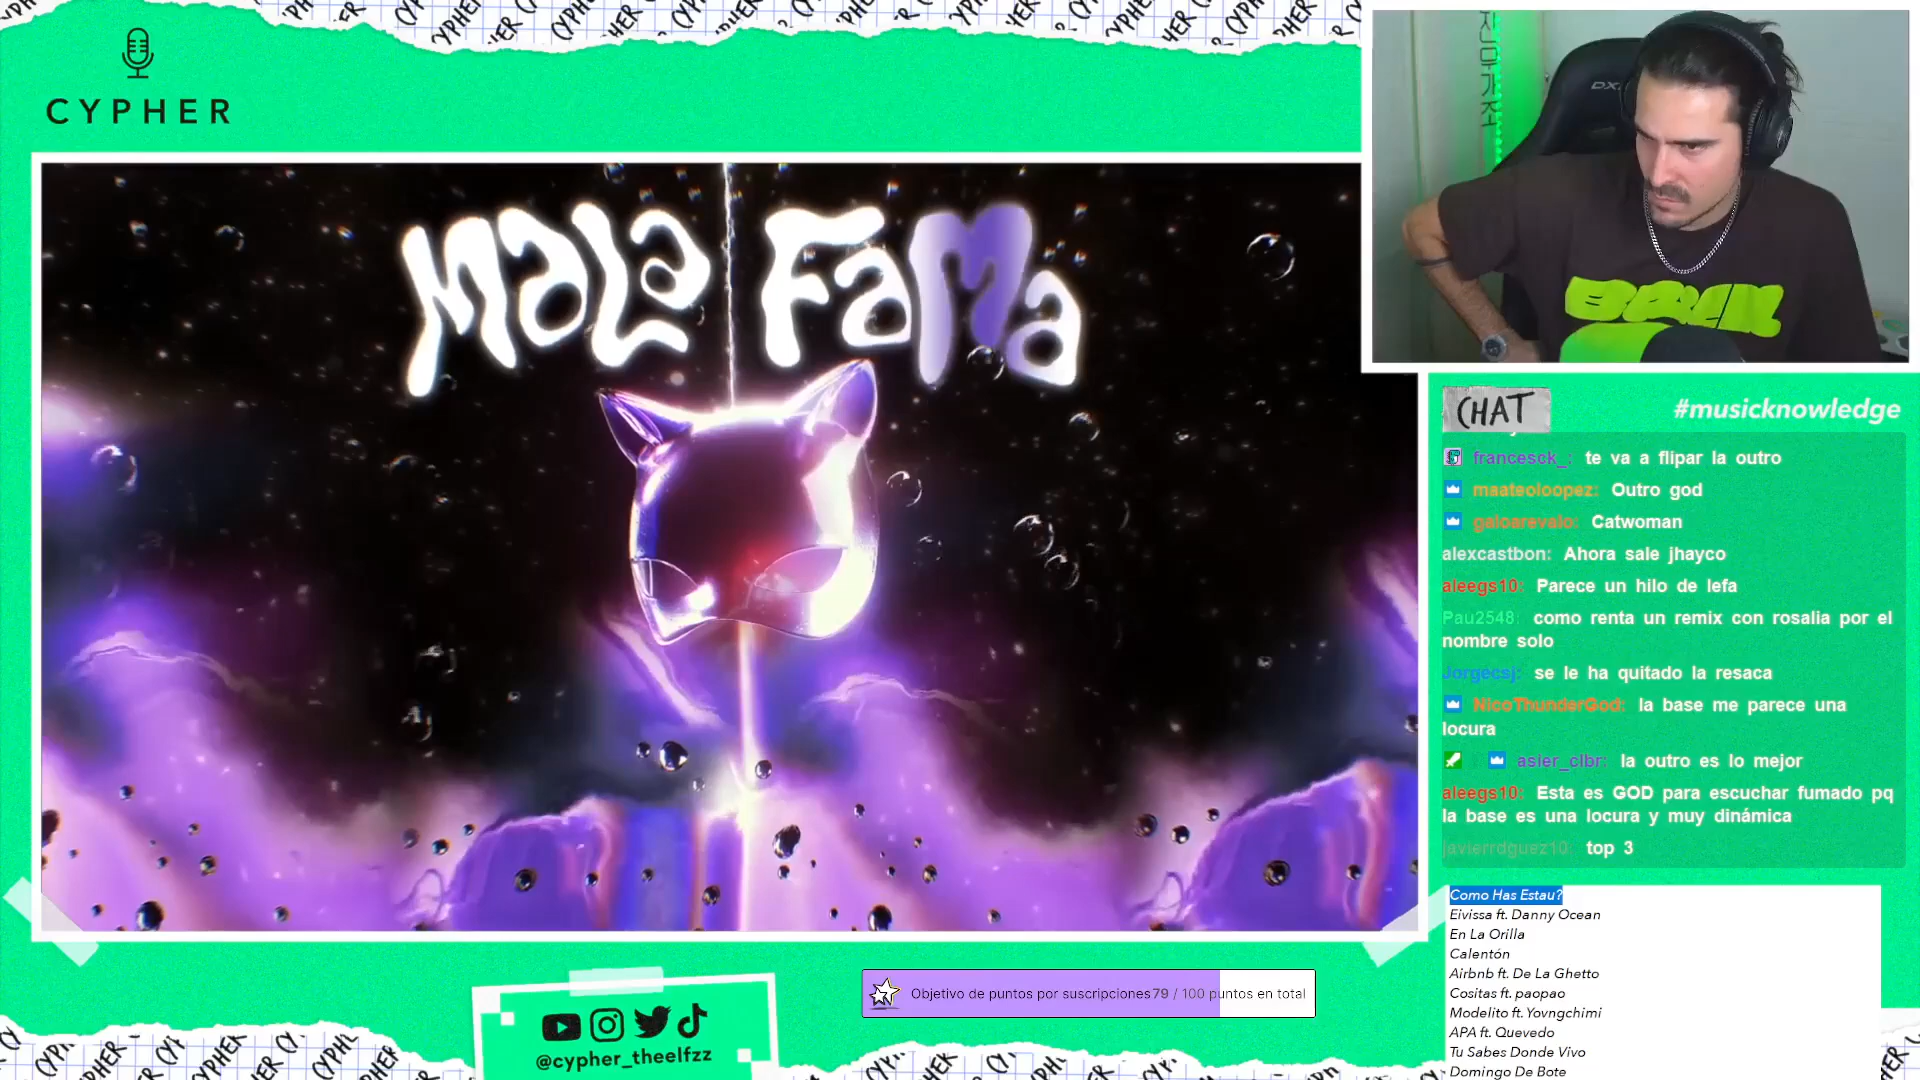 CYPHER
MaLa FaMa
CHAT
#musicknowledge
francesck_: te va a flipar la outro
maateoloopez: Outro god
galoarevalo: Catwoman
alexcastbon: Ahora sale jhayco
aleegs10: Parece un hilo de lefa
Pau2548: como renta un remix con rosalia por el
nombre solo
Jorgecsj: se le ha quitado la resaca
NicoThunderGod: la base me parece una
locura
asier_clbr: la outro es lo mejor
aleegs10: Esta es GOD para escuchar fumado pq
la base es una locura y muy dinámica
javierrdguez10: top 3
Como Has Estau?
Eivissa ft. Danny Ocean
En La Orilla
Calentón
Airbnb ft. De La Ghetto
Cositas ft. paopao
Modelito ft. Yovngchimi
APA ft. Quevedo
Tu Sabes Donde Vivo
Domingo De Bote
Objetivo de puntos por suscripciones 79 / 100 puntos en total
@cypher_theelfzz